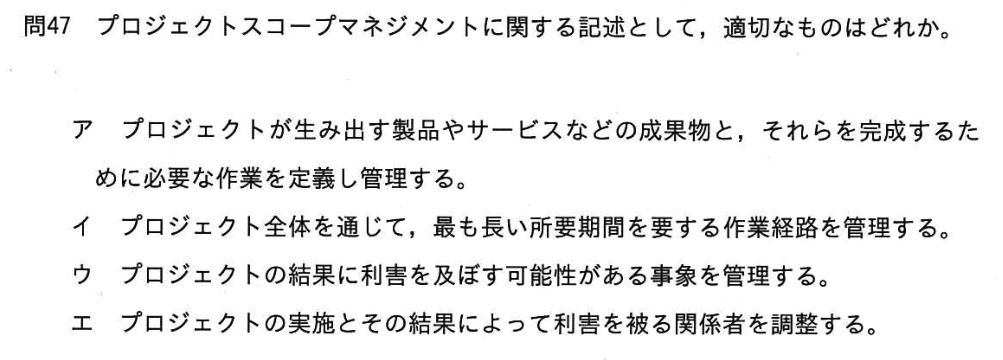 問47 プロジェクトスコープマネジメントに関する記述として，適切なものはどれか。
ア プロジェクトが生み出す製品やサービスなどの成果物と，それらを完成するた
めに必要な作業を定義し管理する。
イ プロジェクト全体を通じて，最も長い所要期間を要する作業経路を管理する。
ウ プロジェクトの結果に利害を及ぼす可能性がある事象を管理する。
エ プロジェクトの実施とその結果によって利害を被る関係者を調整する。